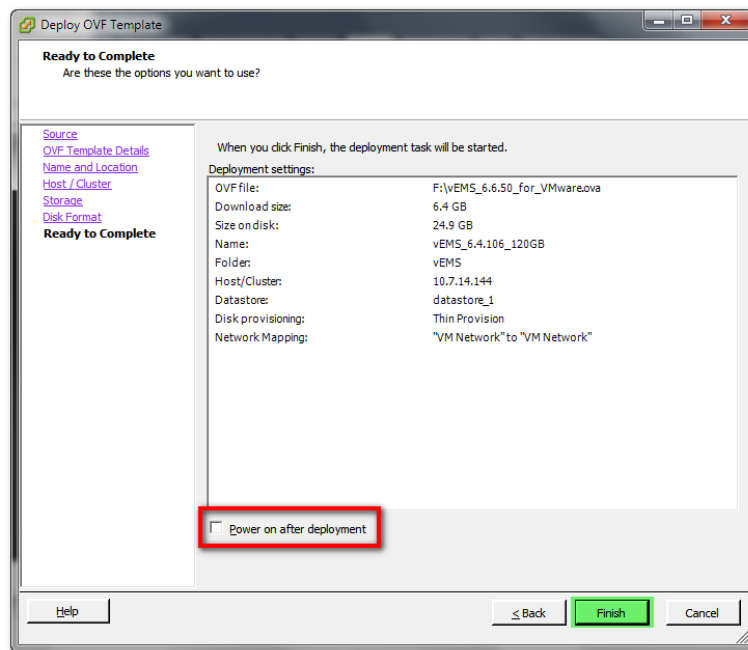 Deploy OVF Template
Ready to Complete
Are these the options you want to use?
Source
OVF Template Details
Name and Location
Host / Cluster
Storage
Disk Format
Ready to Complete
When you click Finish, the deployment task will be started.
Deployment settings:
OVF file: F:\vEMS_6.6.50_for_VMware.ova
Download size: 6.4 GB
Size on disk: 24.9 GB
Name: vEMS_6.4.106_120GB
Folder: vEMS
Host/Cluster: 10.7.14.144
Datastore: datastore_1
Disk provisioning: Thin Provision
Network Mapping: "VM Network" to "VM Network"
Power on after deployment
Help
< Back
Finish
Cancel